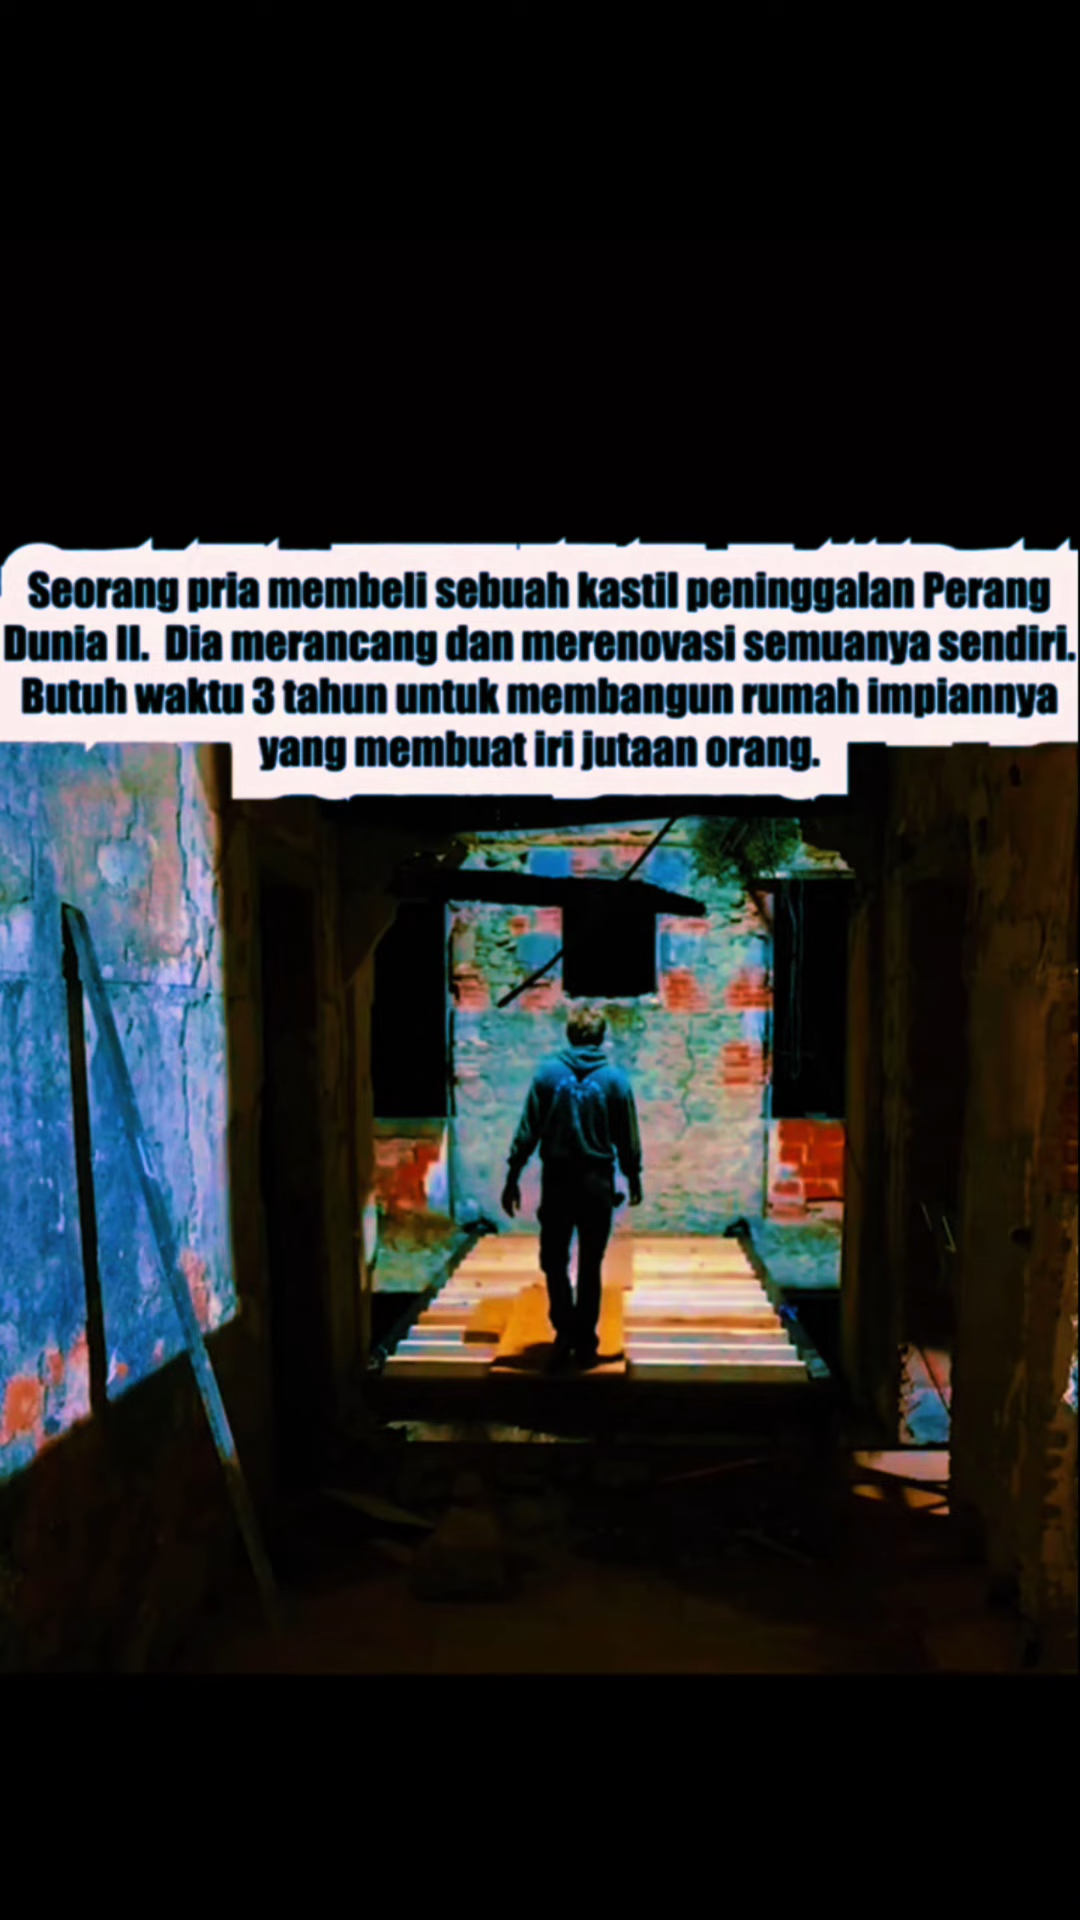 Seorang pria membeli sebuah kastil peninggalan Perang
Dunia II.  Dia merancang dan merenovasi semuanya sendiri.
Butuh waktu 3 tahun untuk membangun rumah impiannya
yang membuat iri jutaan orang.